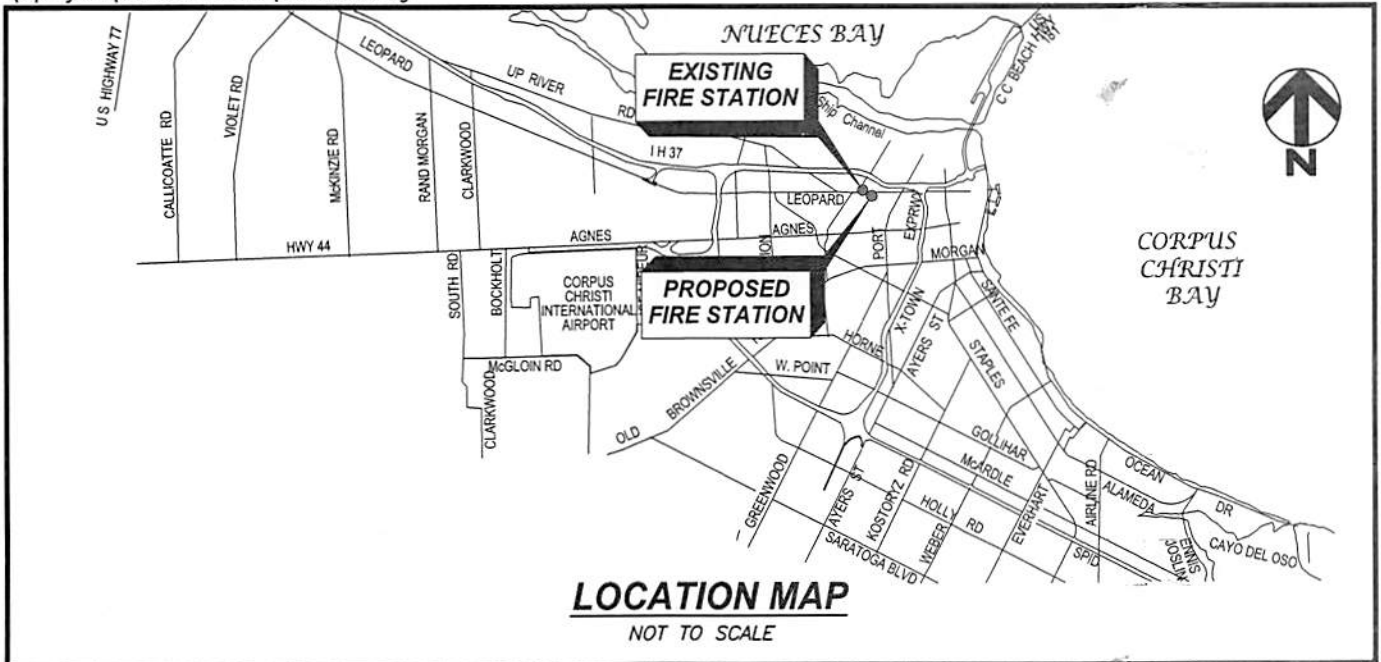 NUECES BAY
US HIGHWAY 77
CALLICOATTE RD
VIOLET RD
McKINZIE RD
LEOPARD
RAND MORGAN
CLARKWOOD
UP RIVER
RD
EXISTING
FIRE STATION
Ship Channel
CC BEACH
US
HWY
181
I H 37
N
LEOPARD
HWY 44
AGNES
AGNES
PORT
EXPRWY
MORGAN
CORPUS
CHRISTI
BAY
SOUTH RD
BOCKHOLT
CORPUS
CHRISTI
INTERNATIONAL
AIRPORT
PROPOSED
FIRE STATION
X-TOWN
SANTE FE
AYERS ST
STAPLES
HORNE
McGLOIN RD
W. POINT
CLARKWOOD
OLD
BROWNSVILLE
GREENWOOD
AYERS ST
KOSTORYZ RD
GOLLIHAR
McARDLE
WEBER
HOLLY
RD
EVERHART
AIRLINE RD
OCEAN
DR
ALAMEDA
SARATOGA BLVD
SPID
ENNIS
JOSLIN
CAYO DEL OSO
LOCATION MAP
NOT TO SCALE